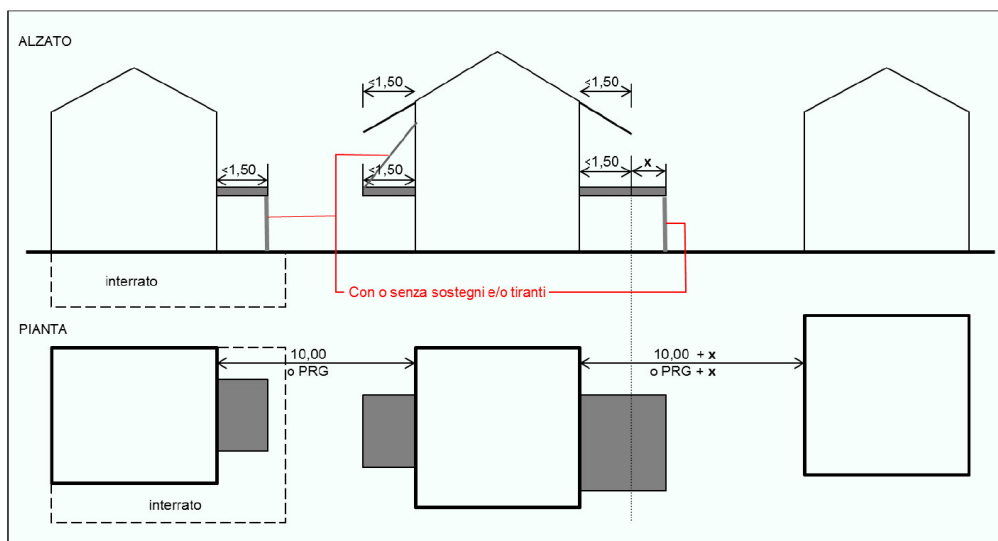 ALZATO
≤1,50
≤1,50
≤1,50
≤1,50
≤1,50
x
interrato
Con o senza sostegni e/o tiranti
PIANTA
10,00
o PRG
10,00 + x
o PRG + x
interrato